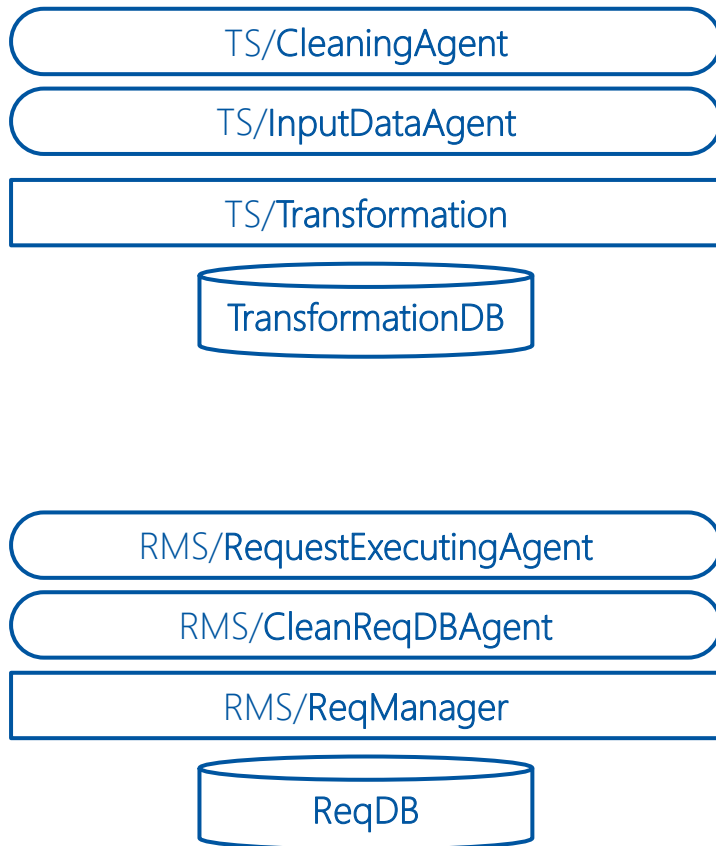 TS/CleaningAgent
TS/InputDataAgent
TS/Transformation
TransformationDB
RMS/RequestExecutingAgent
RMS/CleanReqDBAgent
RMS/ReqManager
ReqDB